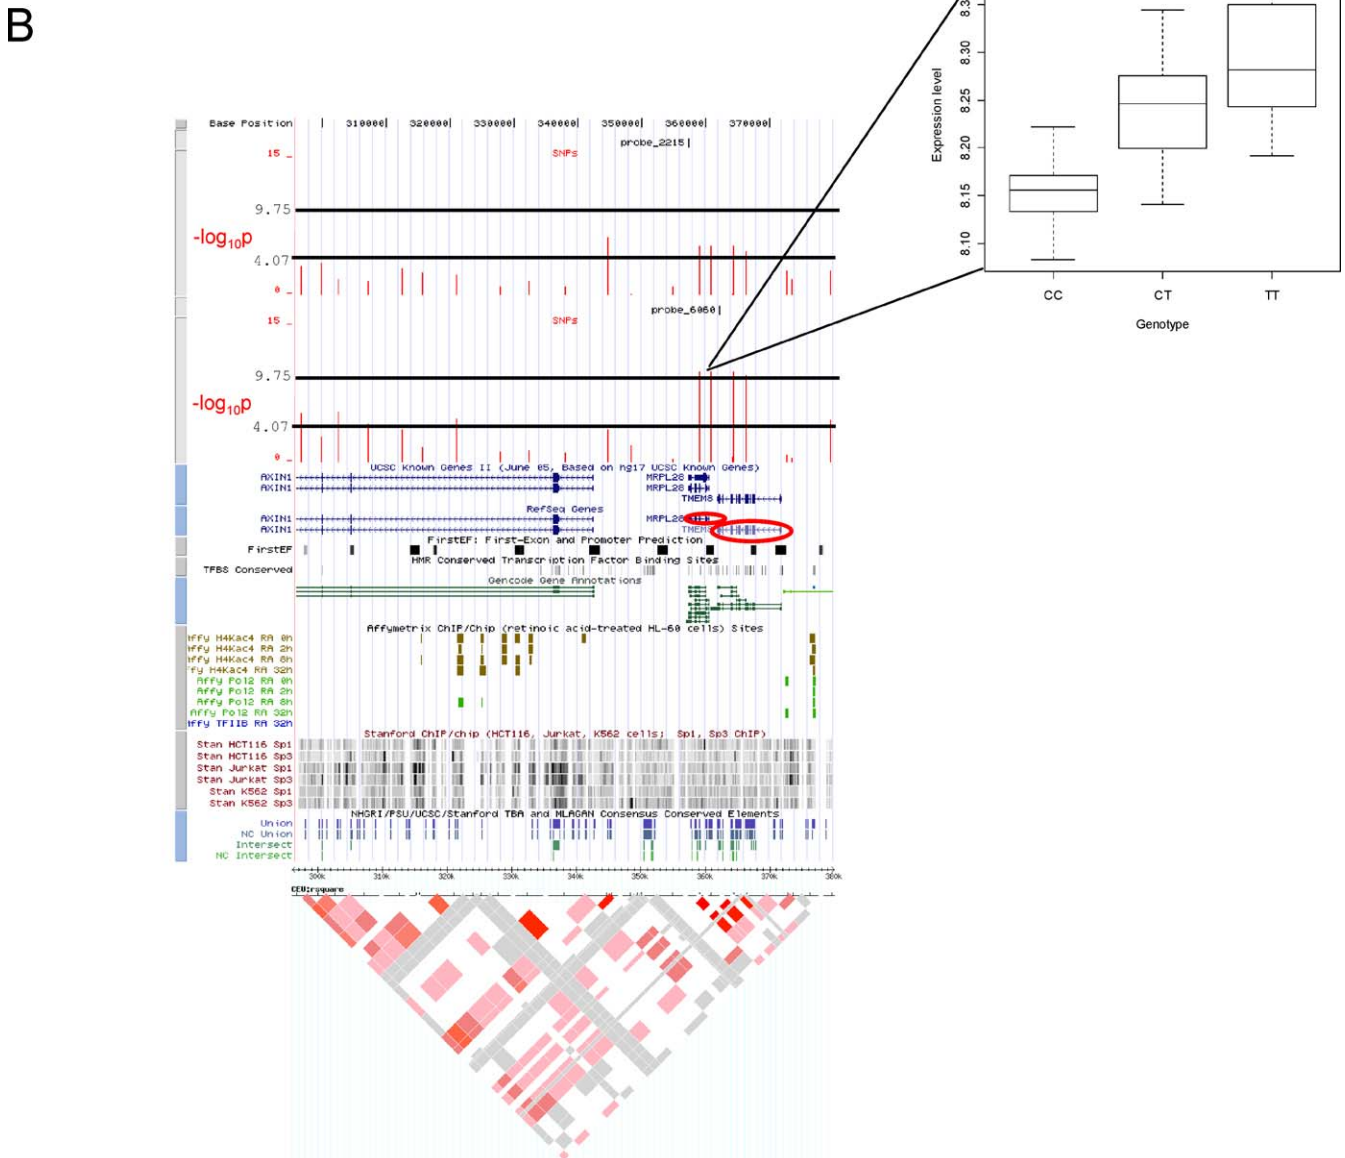 B
8.3
8.30
8.25
8.20
8.15
8.10
Expression level
CC CT TT
Genotype
Base Position 310000| 320000| 330000| 340000| 350000| 360000| 370000|
probe_2215|
15 _ SNPs
9.75
-log10p
4.07
0 _
probe_6060|
15 _ SNPs
9.75
-log10p
4.07
0 _
UCSC Known Genes II (June 05, Based on hg17 UCSC Known Genes)
AXIN1 MRPL28
AXIN1 MRPL28
TMEM8
RefSeq Genes
AXIN1 MRPL28
AXIN1 TMEM8
FirstEF: First-Exon and Promoter Prediction
FirstEF
HMR Conserved Transcription Factor Binding Sites
TFBS Conserved
Gencode Gene Annotations
Affymetrix ChIP/Chip (retinoic acid-treated HL-60 cells) Sites
ffy H4Kac4 RA 0h
ffy H4Kac4 RA 2h
ffy H4Kac4 RA 8h
fy H4Kac4 RA 32h
Affy Pol2 RA 0h
Affy Pol2 RA 2h
Affy Pol2 RA 8h
Affy Pol2 RA 32h
ffy TFIIB RA 32h
Stanford ChIP/chip (HCT116, Jurkat, K562 cells; Sp1, Sp3 ChIP)
Stan HCT116 Sp1
Stan HCT116 Sp3
Stan Jurkat Sp1
Stan Jurkat Sp3
Stan K562 Sp1
Stan K562 Sp3
NHGRI/PSU/UCSC/Stanford TBA and MLAGAN Consensus Conserved Elements
Union
NC Union
Intersect
NC Intersect
300k 310k 320k 330k 340k 350k 360k 370k 380k
CEU:rsquare